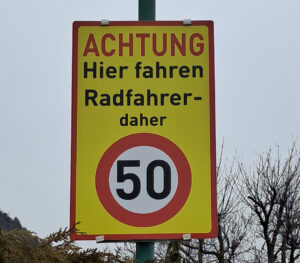 ACHTUNG
Hier fahren
Radfahrer-
daher
50